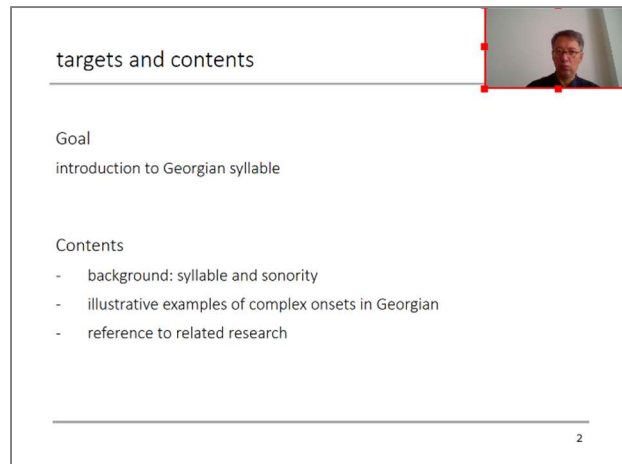 targets and contents
Goal
introduction to Georgian syllable
Contents
- background: syllable and sonority
- illustrative examples of complex onsets in Georgian
- reference to related research
2